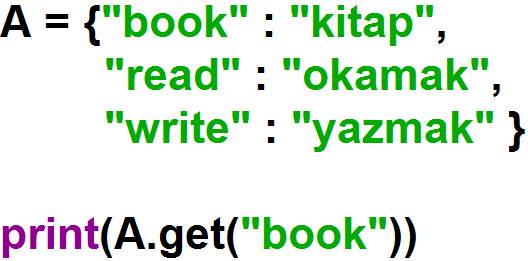 A = {"book" : "kitap",
"read" : "okamak",
"write" : "yazmak" }
print(A.get("book"))